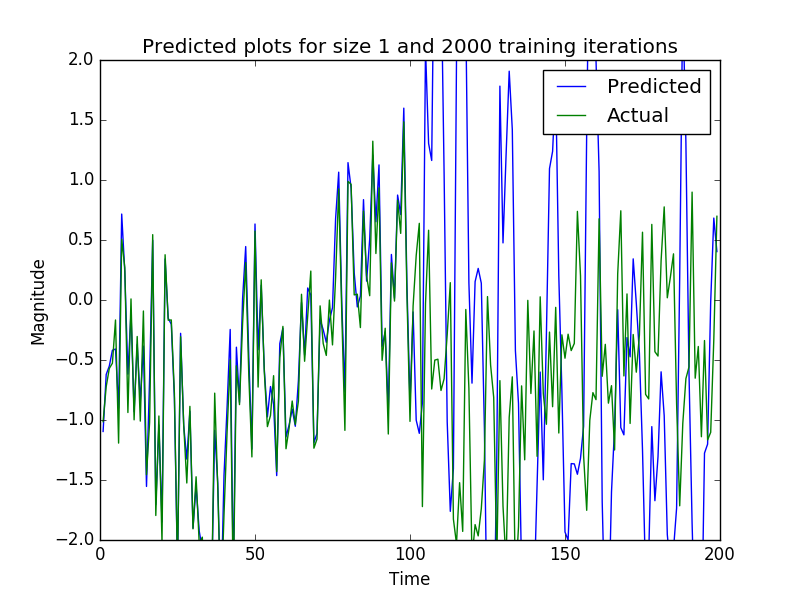 Predicted plots for size 1 and 2000 training iterations
2.0
Predicted
Actual
1.5
1.0
0.5
0.0
Magnitude
−0.5
−1.0
−1.5
−2.0
0
50
100
150
200
Time